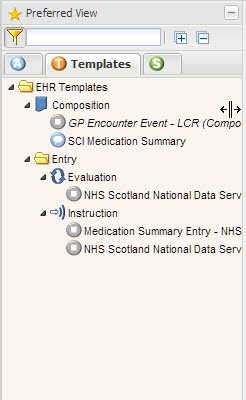 Preferred View
A
T Templates
S
EHR Templates
Composition
GP Encounter Event - LCR (Compo
SCI Medication Summary
Entry
Evaluation
NHS Scotland National Data Serv
Instruction
Medication Summary Entry - NHS
NHS Scotland National Data Serv